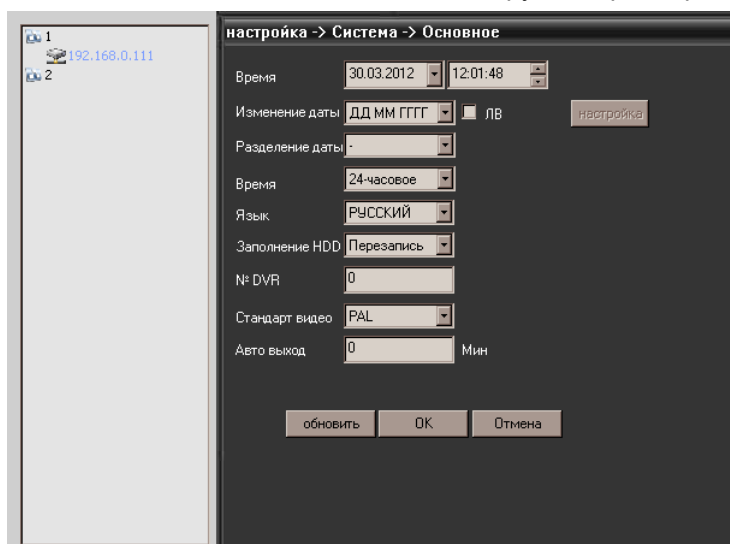 1
192.168.0.111
2
настройка -> Система -> Основное
Время 30.03.2012 12:01:48
Изменение даты ДД ММ ГГГГ ЛВ настройка
Разделение даты -
Время 24-часовое
Язык РУССКИЙ
Заполнение HDD Перезапись
№ DVR 0
Стандарт видео PAL
Авто выход 0 Мин
обновить OK Отмена